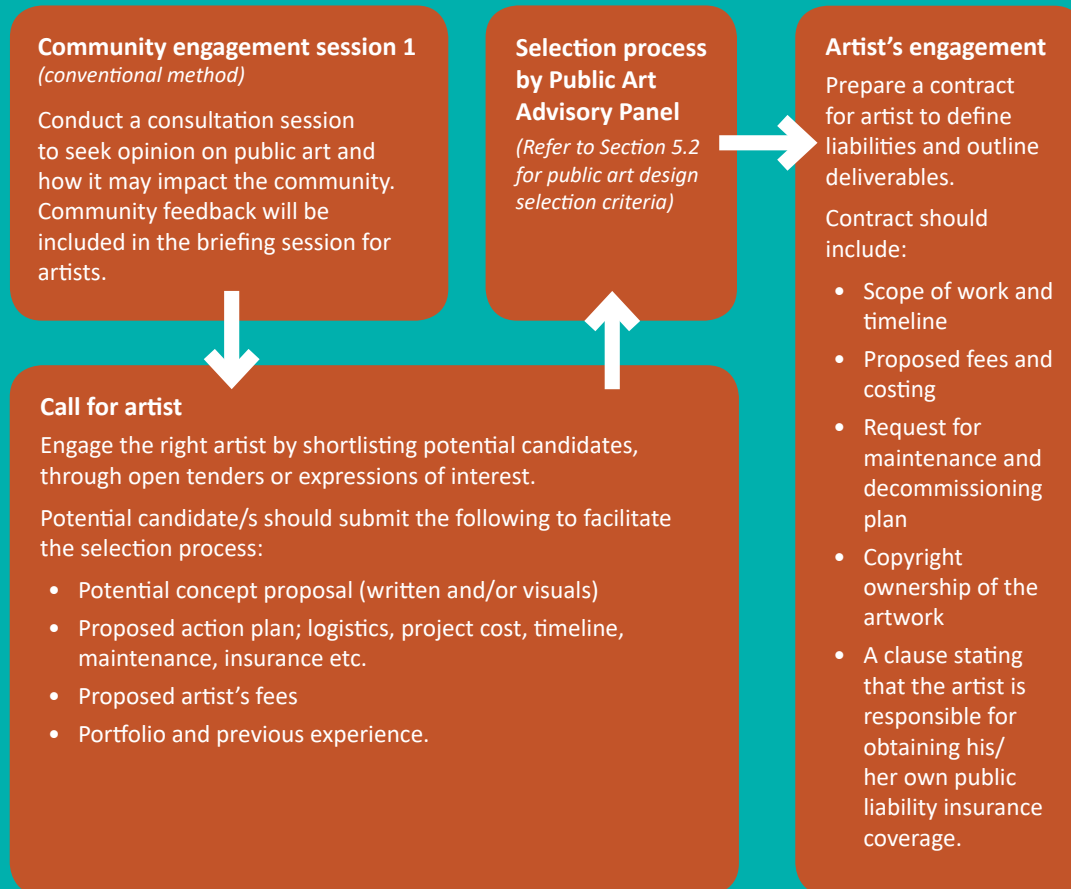 Community engagement session 1
(conventional method)
Conduct a consultation session
to seek opinion on public art and
how it may impact the community.
Community feedback will be
included in the briefing session for
artists.
Call for artist
Engage the right artist by shortlisting potential candidates,
through open tenders or expressions of interest.
Potential candidate/s should submit the following to facilitate
the selection process:
• Potential concept proposal (written and/or visuals)
• Proposed action plan; logistics, project cost, timeline,
maintenance, insurance etc.
• Proposed artist’s fees
• Portfolio and previous experience.
Selection process
by Public Art
Advisory Panel
(Refer to Section 5.2
for public art design
selection criteria)
Artist’s engagement
Prepare a contract
for artist to define
liabilities and outline
deliverables.
Contract should
include:
• Scope of work and
timeline
• Proposed fees and
costing
• Request for
maintenance and
decommissioning
plan
• Copyright
ownership of the
artwork
• A clause stating
that the artist is
responsible for
obtaining his/
her own public
liability insurance
coverage.